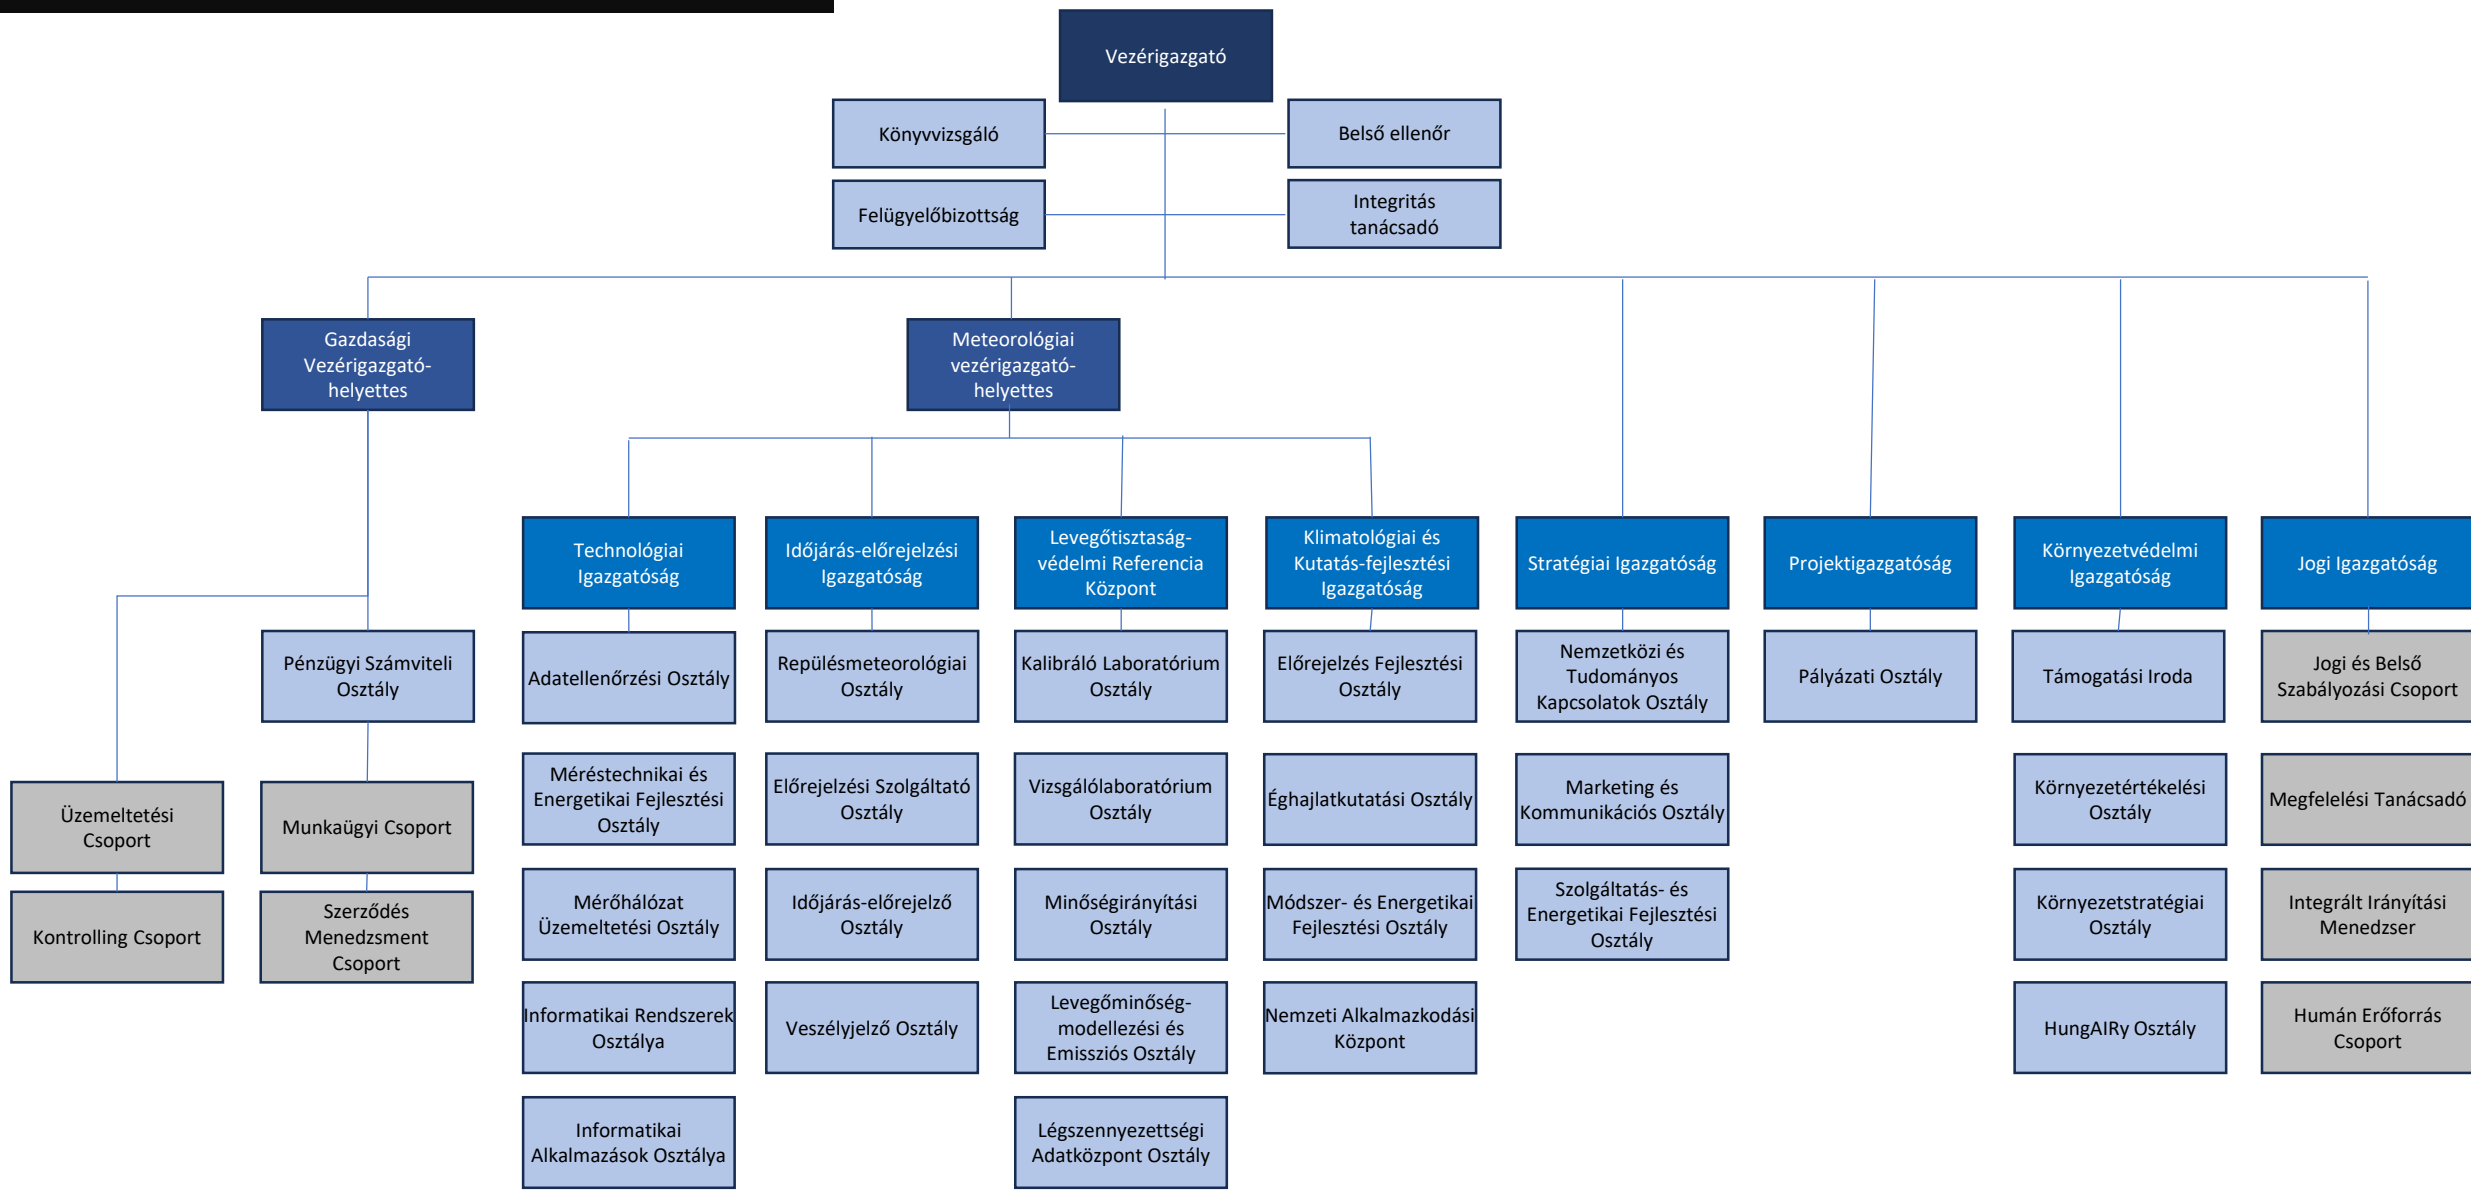 Vezérigazgató
Könyvvizsgáló
Belső ellenőr
Felügyelőbizottság
Integritás
tanácsadó
Gazdasági
Vezérigazgató-
helyettes
Meteorológiai
vezérigazgató-
helyettes
Technológiai
Igazgatóság
Időjárás-előrejelzési
Igazgatóság
Levegőtisztaság-
védelmi Referencia
Központ
Klimatológiai és
Kutatás-fejlesztési
Igazgatóság
Stratégiai Igazgatóság
Projektigazgatóság
Környezetvédelmi
Igazgatóság
Jogi Igazgatóság
Pénzügyi Számviteli
Osztály
Adatellenőrzési Osztály
Repülésmeteorológiai
Osztály
Kalibráló Laboratórium
Osztály
Előrejelzés Fejlesztési
Osztály
Nemzetközi és
Tudományos
Kapcsolatok Osztály
Pályázati Osztály
Támogatási Iroda
Jogi és Belső
Szabályozási Csoport
Üzemeltetési
Csoport
Munkaügyi Csoport
Méréstechnikai és
Energetikai Fejlesztési
Osztály
Előrejelzési Szolgáltató
Osztály
Vizsgálólaboratórium
Osztály
Éghajlatkutatási Osztály
Marketing és
Kommunikációs Osztály
Környezetértékelési
Osztály
Megfelelési Tanácsadó
Kontrolling Csoport
Szerződés
Menedzsment
Csoport
Mérőhálózat
Üzemeltetési Osztály
Időjárás-előrejelző
Osztály
Minőségirányítási
Osztály
Módszer- és Energetikai
Fejlesztési Osztály
Szolgáltatás- és
Energetikai Fejlesztési
Osztály
Környezetstratégiai
Osztály
Integrált Irányítási
Menedzser
Informatikai Rendszerek
Osztálya
Veszélyjelző Osztály
Levegőminőség-
modellezési és
Emissziós Osztály
Nemzeti Alkalmazkodási
Központ
HungAIRy Osztály
Humán Erőforrás
Csoport
Informatikai
Alkalmazások Osztálya
Légszennyezettségi
Adatközpont Osztály